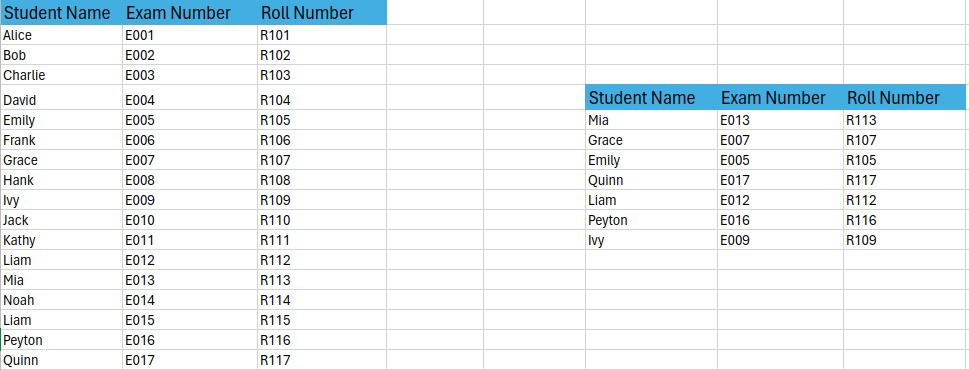 Student Name Exam Number Roll Number
Alice E001 R101
Bob E002 R102
Charlie E003 R103
David E004 R104
Emily E005 R105
Frank E006 R106
Grace E007 R107
Hank E008 R108
Ivy E009 R109
Jack E010 R110
Kathy E011 R111
Liam E012 R112
Mia E013 R113
Noah E014 R114
Liam E015 R115
Peyton E016 R116
Quinn E017 R117
Student Name Exam Number Roll Number
Mia E013 R113
Grace E007 R107
Emily E005 R105
Quinn E017 R117
Liam E012 R112
Peyton E016 R116
Ivy E009 R109